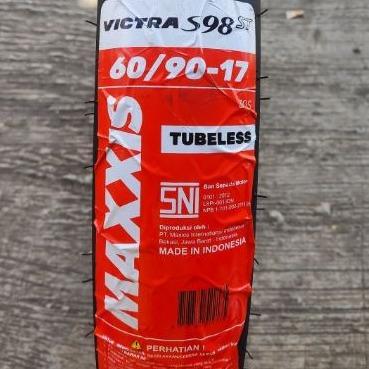 VICTRA S98 ST
60/90-17
30S
TUBELESS
MAXXIS
SNI
Ban Sepeda Motor
Diproduksi oleh :
PT. Maxxis International Indonesia
Bekasi, Jawa Barat - Indonesia
MADE IN INDONESIA
PERHATIAN !